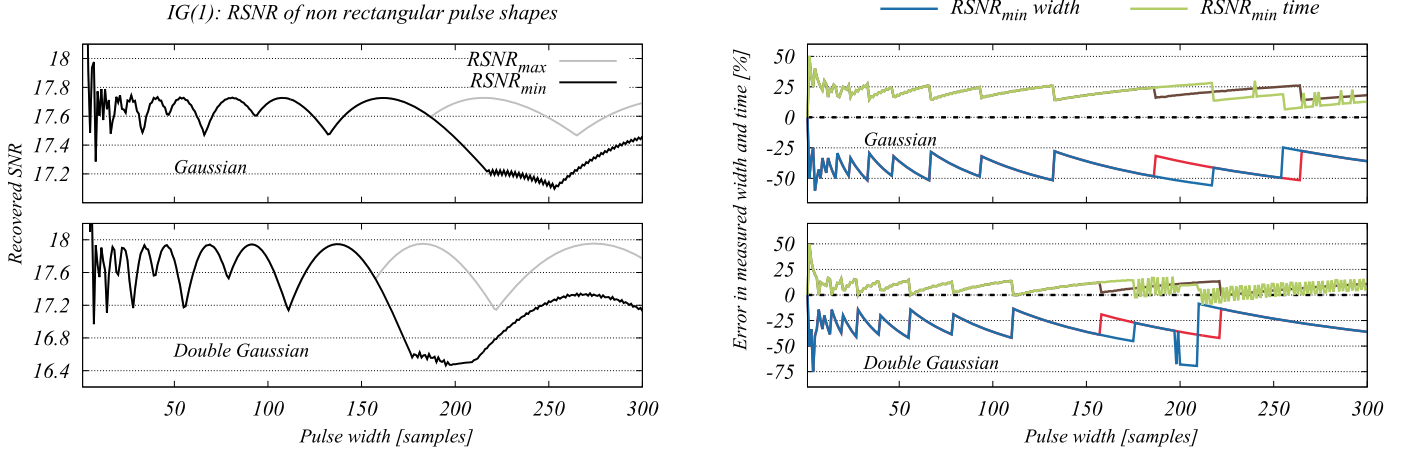 IG(1): RSNR of non rectangular pulse shapes
RSNRmax
RSNRmin
Recovered SNR
18
17.8
17.6
17.4
17.2
Gaussian
18
17.6
17.2
16.8
16.4
Double Gaussian
50 100 150 200 250 300
Pulse width [samples]
RSNRmin width RSNRmin time
Error in measured width and time [%]
50
25
0
-25
-50
Gaussian
50
25
0
-25
-50
-75
Double Gaussian
50 100 150 200 250 300
Pulse width [samples]